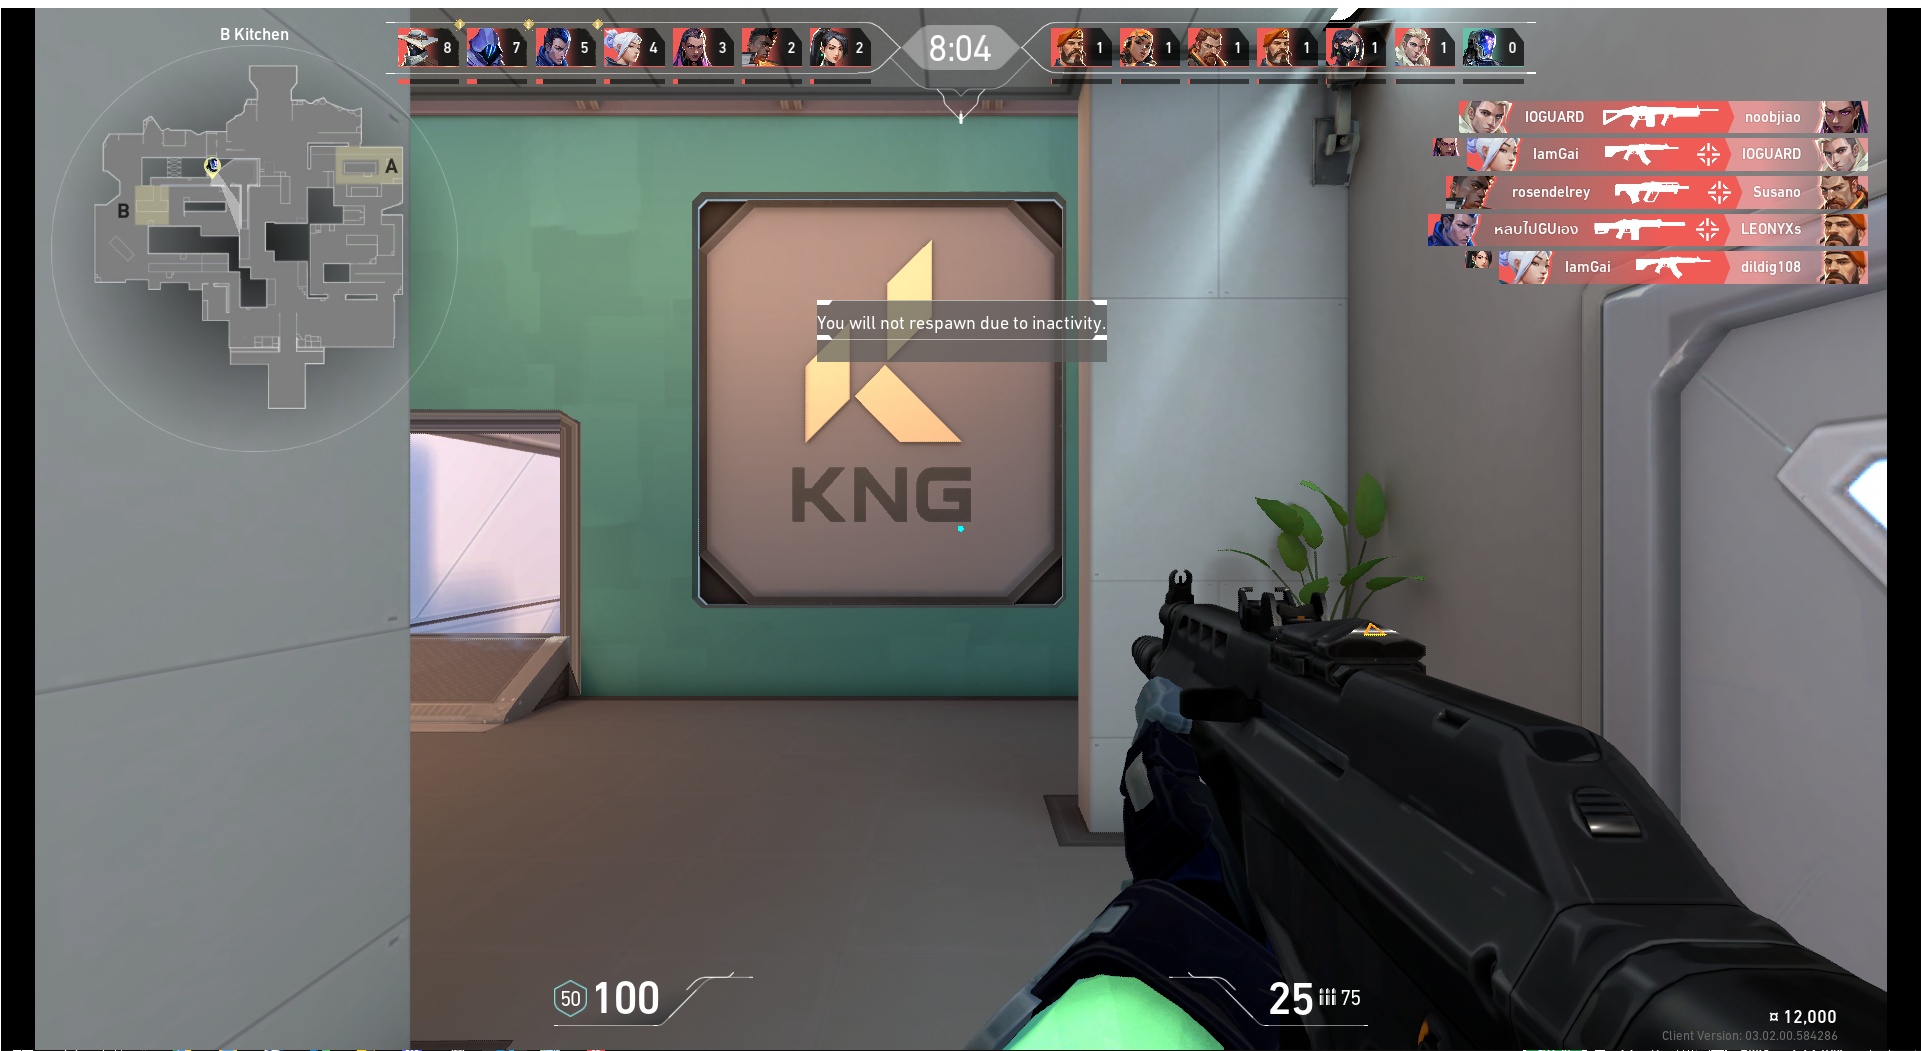 B Kitchen
8 7 5 4 3 2 2 8:04 1 1 1 1 1 1 0
A
B
IOGUARD noobjiao
IamGai IOGUARD
rosendelrey Susano
หลบไปGUเอง LEONYXs
IamGai dildig108
You will not respawn due to inactivity.
KNG
50 100
25 75
¤ 12,000
Client Version: 03.02.00.584286